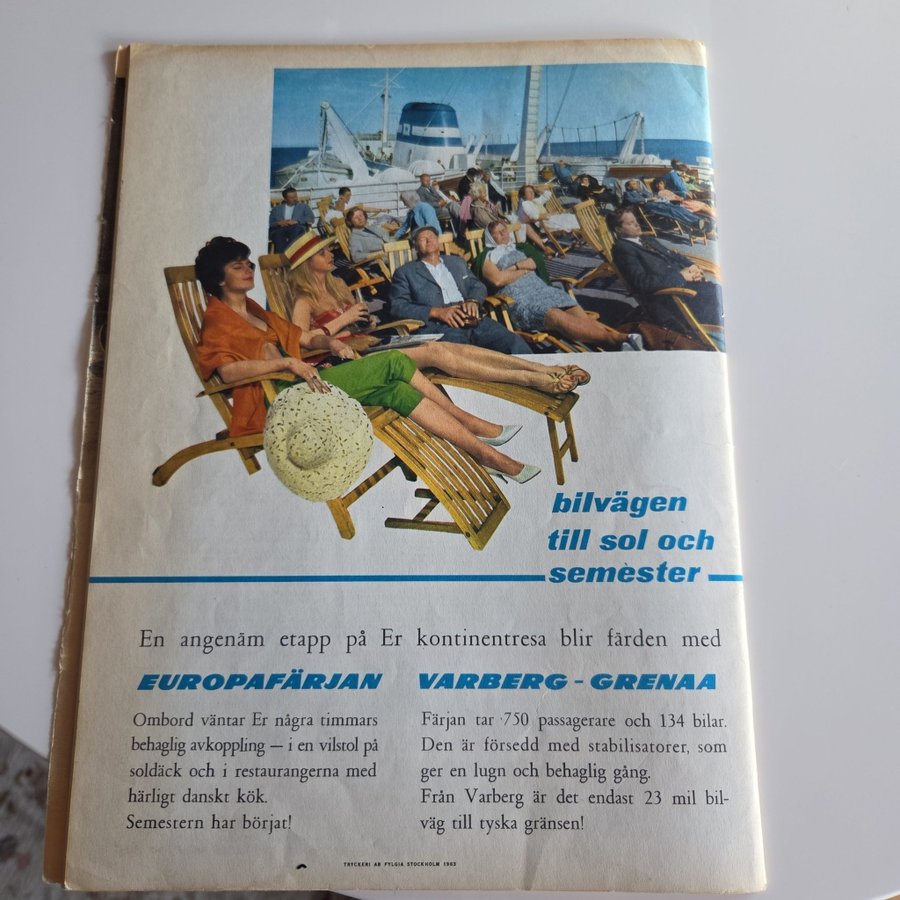 bilvägen
till sol och
semester
En angenäm etapp på Er kontinentresa blir färden med
EUROPAFÄRJAN VARBERG - GRENAA
Ombord väntar Er några timmars
behaglig avkoppling — i en vilstol på
soldäck och i restaurangerna med
härligt danskt kök.
Semestern har börjat!
Färjan tar 750 passagerare och 134 bilar.
Den är försedd med stabilisatorer, som
ger en lugn och behaglig gång.
Från Varberg är det endast 23 mil bil-
väg till tyska gränsen!
TRYCKERI AB FYLGIA STOCKHOLM 1963